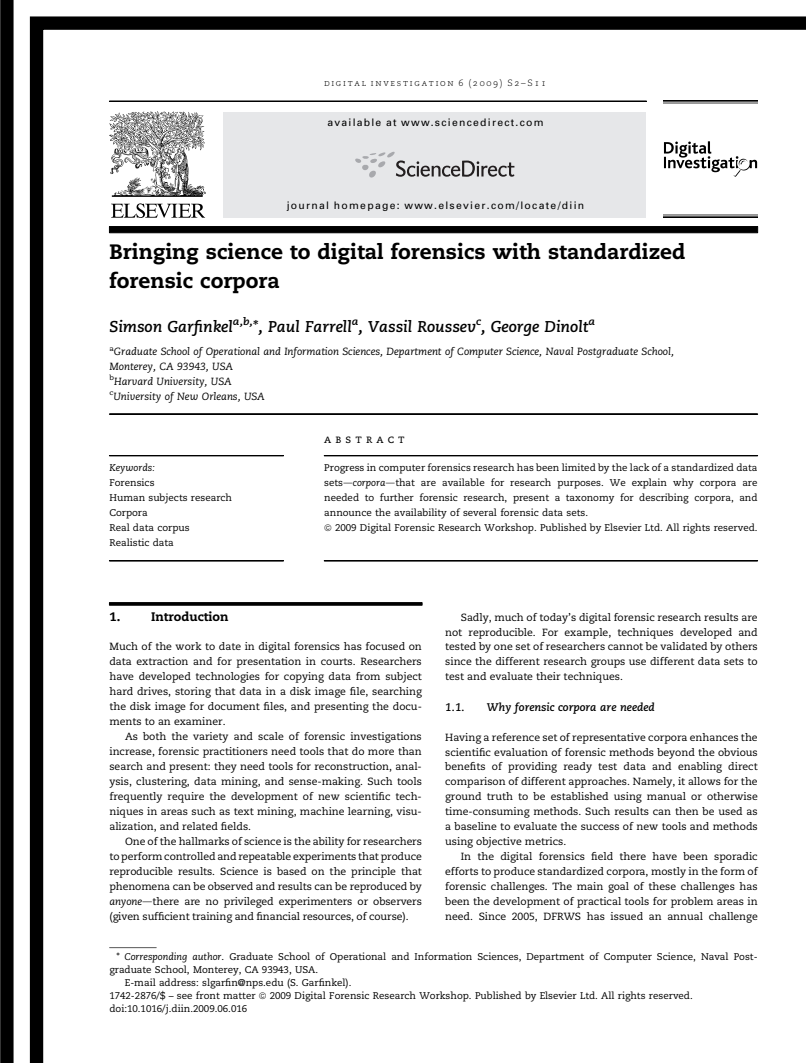 DIGITAL INVESTIGATION 6 (2009) S2–S11
available at www.sciencedirect.com
ScienceDirect
journal homepage: www.elsevier.com/locate/diin
ELSEVIER
Digital
Investigation
Bringing science to digital forensics with standardized
forensic corpora
Simson Garfinkel^a,b,*, Paul Farrell^a, Vassil Roussev^c, George Dinolt^a
^aGraduate School of Operational and Information Sciences, Department of Computer Science, Naval Postgraduate School,
Monterey, CA 93943, USA
^bHarvard University, USA
^cUniversity of New Orleans, USA
Keywords:
Forensics
Human subjects research
Corpora
Real data corpus
Realistic data
ABSTRACT
Progress in computer forensics research has been limited by the lack of a standardized data
sets—corpora—that are available for research purposes. We explain why corpora are
needed to further forensic research, present a taxonomy for describing corpora, and
announce the availability of several forensic data sets.
© 2009 Digital Forensic Research Workshop. Published by Elsevier Ltd. All rights reserved.
1. Introduction
Much of the work to date in digital forensics has focused on
data extraction and for presentation in courts. Researchers
have developed technologies for copying data from subject
hard drives, storing that data in a disk image file, searching
the disk image for document files, and presenting the docu-
ments to an examiner.
As both the variety and scale of forensic investigations
increase, forensic practitioners need tools that do more than
search and present: they need tools for reconstruction, anal-
ysis, clustering, data mining, and sense-making. Such tools
frequently require the development of new scientific tech-
niques in areas such as text mining, machine learning, visu-
alization, and related fields.
One of the hallmarks of science is the ability for researchers
to perform controlled and repeatable experiments that produce
reproducible results. Science is based on the principle that
phenomena can be observed and results can be reproduced by
anyone—there are no privileged experimenters or observers
(given sufficient training and financial resources, of course).
Sadly, much of today's digital forensic research results are
not reproducible. For example, techniques developed and
tested by one set of researchers cannot be validated by others
since the different research groups use different data sets to
test and evaluate their techniques.
1.1. Why forensic corpora are needed
Having a reference set of representative corpora enhances the
scientific evaluation of forensic methods beyond the obvious
benefits of providing ready test data and enabling direct
comparison of different approaches. Namely, it allows for the
ground truth to be established using manual or otherwise
time-consuming methods. Such results can then be used as
a baseline to evaluate the success of new tools and methods
using objective metrics.
In the digital forensics field there have been sporadic
efforts to produce standardized corpora, mostly in the form of
forensic challenges. The main goal of these challenges has
been the development of practical tools for problem areas in
need. Since 2005, DFRWS has issued an annual challenge
* Corresponding author. Graduate School of Operational and Information Sciences, Department of Computer Science, Naval Post-
graduate School, Monterey, CA 93943, USA.
E-mail address: slgarfin@nps.edu (S. Garfinkel).
1742-2876/$ – see front matter © 2009 Digital Forensic Research Workshop. Published by Elsevier Ltd. All rights reserved.
doi:10.1016/j.diin.2009.06.016